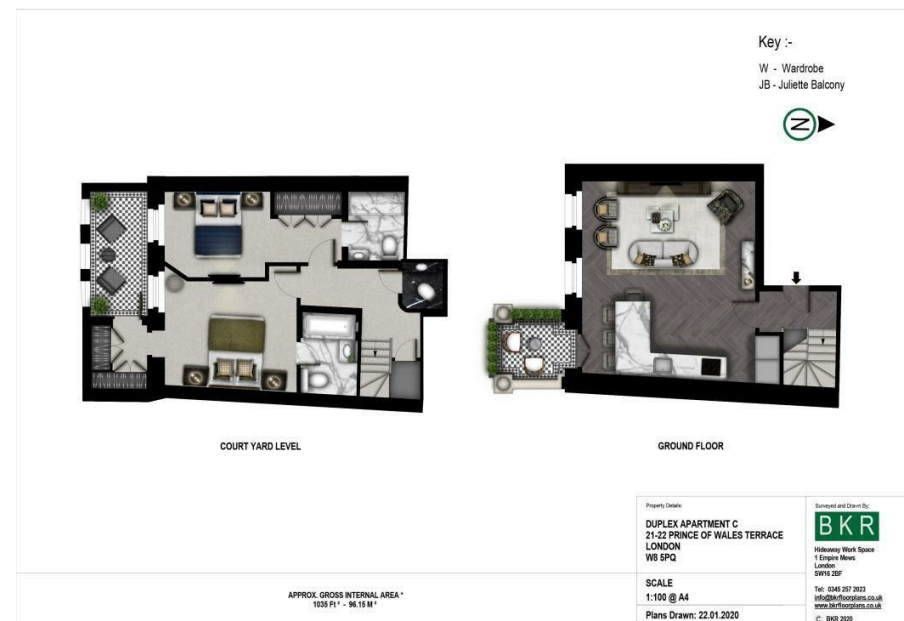 Key :-
W - Wardrobe
JB - Juliette Balcony
N
COURT YARD LEVEL
GROUND FLOOR
APPROX. GROSS INTERNAL AREA *
1035 Ft ² - 96.15 M ²
Property Details:
DUPLEX APARTMENT C
21-22 PRINCE OF WALES TERRACE
LONDON
W8 5PQ
SCALE
1:100 @ A4
Plans Drawn: 22.01.2020
Surveyed and Drawn By:
BKR
Hideaway Work Space
1 Empire Mews
London
SW16 2BF
Tel: 0345 257 2023
info@bkrfloorplans.co.uk
www.bkrfloorplans.co.uk
© BKR 2020